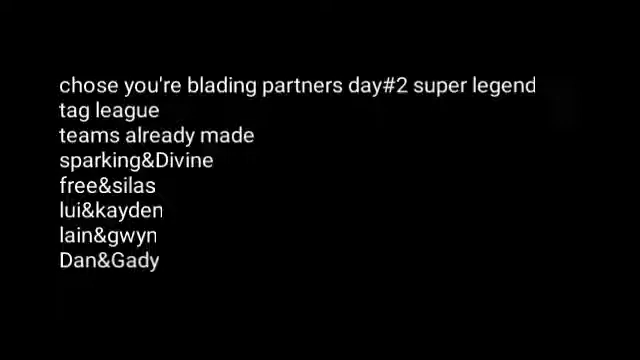 chose you're blading partners day#2 super legend
tag league
teams already made
sparking&Divine
free&silas
lui&kayden
lain&gwyn
Dan&Gady